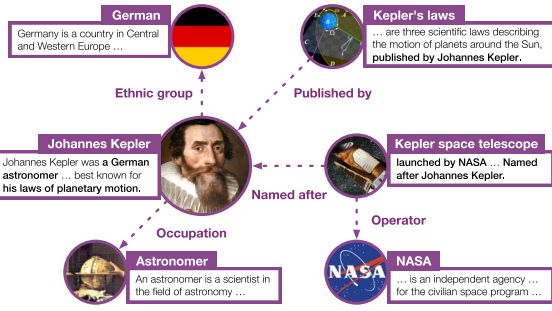 German
Germany is a country in Central
and Western Europe …
Kepler's laws
… are three scientific laws describing
the motion of planets around the Sun,
published by Johannes Kepler.
Ethnic group
Published by
Johannes Kepler
Johannes Kepler was a German
astronomer … best known for
his laws of planetary motion.
Kepler space telescope
launched by NASA … Named
after Johannes Kepler.
Named after
Occupation
Operator
Astronomer
An astronomer is a scientist in
the field of astronomy …
NASA
NASA
… is an independent agency …
for the civilian space program …